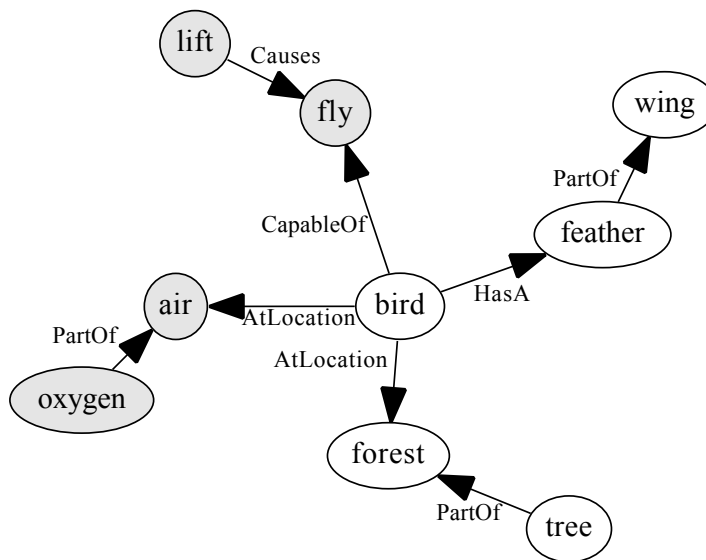 lift
Causes
fly
wing
PartOf
CapableOf
feather
air
AtLocation
bird
HasA
PartOf
AtLocation
oxygen
forest
PartOf
tree